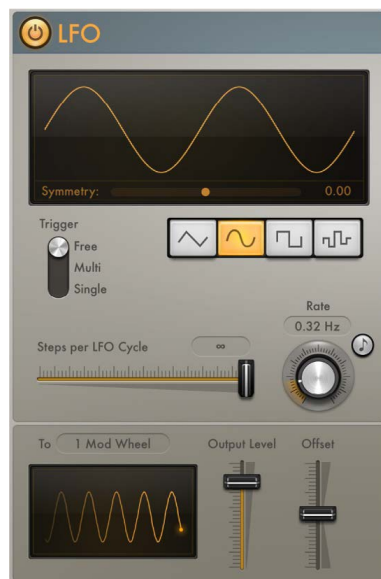 LFO
Symmetry: 0.00
Trigger
Free
Multi
Single
Rate
0.32 Hz
Steps per LFO Cycle ∞
To 1 Mod Wheel Output Level Offset